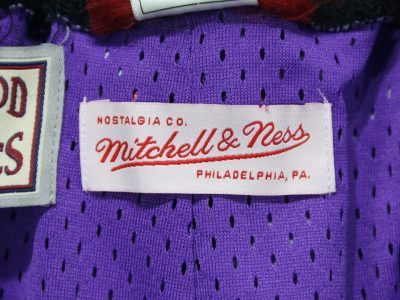 NOSTALGIA CO.
Mitchell & Ness
PHILADELPHIA, PA.